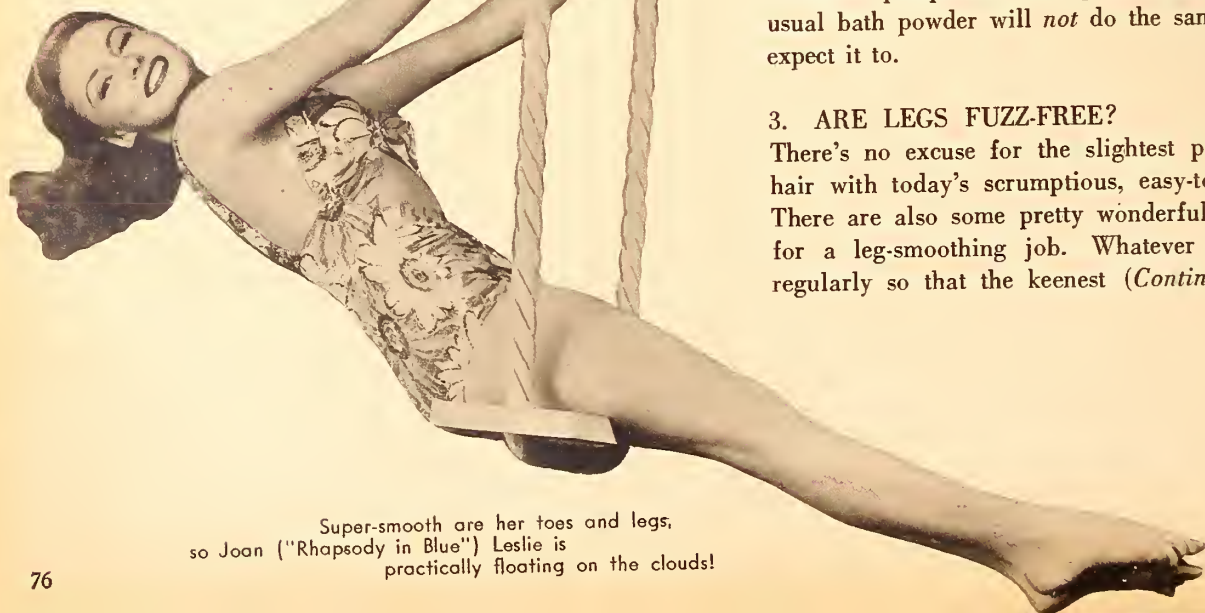 usual bath powder will not do the
expect it to.
3. ARE LEGS FUZZ-FREE?
There's no excuse for the slightest p
hair with today's scrumptious, easy-t
There are also some pretty wonderful
for a leg-smoothing job. Whatever
regularly so that the keenest (Contin
Super-smooth are her toes and legs,
so Joan ("Rhapsody in Blue") Leslie is
practically floating on the clouds!
76